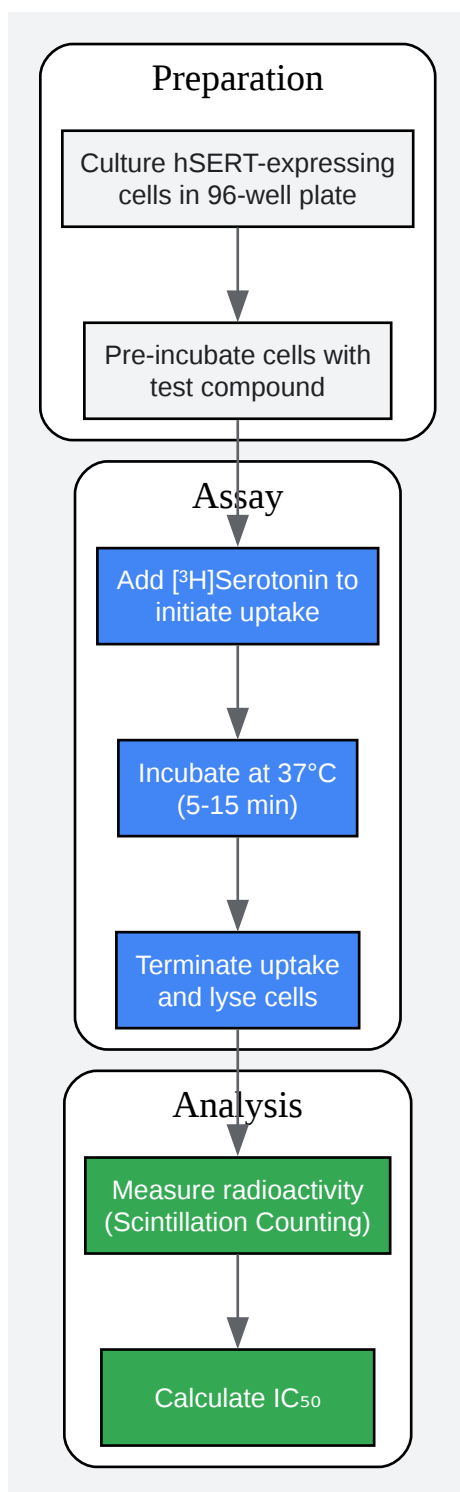 Preparation
Culture hSERT-expressing
cells in 96-well plate
Pre-incubate cells with
test compound
Assay
Add [³H]Serotonin to
initiate uptake
Incubate at 37°C
(5-15 min)
Terminate uptake
and lyse cells
Analysis
Measure radioactivity
(Scintillation Counting)
Calculate IC₅₀